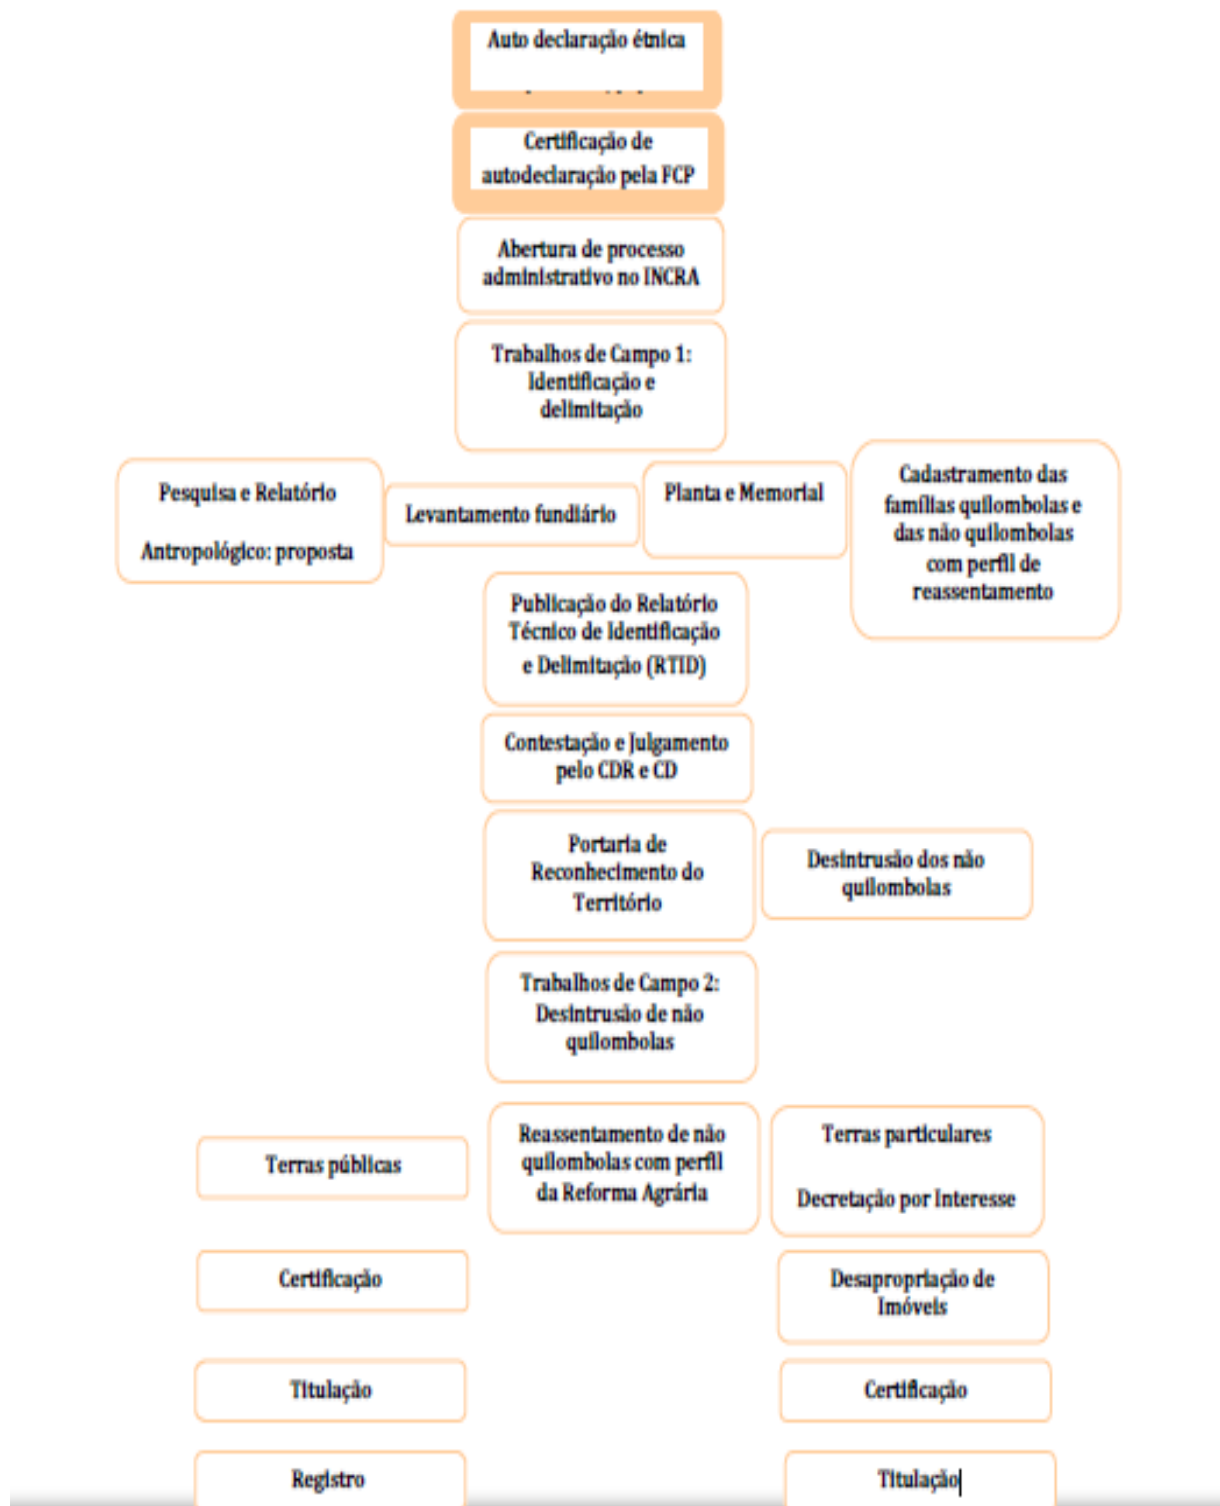 Auto declaração étnica
Certificação de
autodeclaração pela FCP
Abertura de processo
administrativo no INCRA
Trabalhos de Campo 1:
Identificação e
delimitação
Pesquisa e Relatório
Antropológico: proposta
Levantamento fundiário
Planta e Memorial
Cadastramento das
famílias quilombolas e
das não quilombolas
com perfil de
reassentamento
Publicação do Relatório
Técnico de Identificação
e Delimitação (RTID)
Contestação e Julgamento
pelo CDR e CD
Portaria de
Reconhecimento do
Território
Desintrusão dos não
quilombolas
Trabalhos de Campo 2:
Desintrusão de não
quilombolas
Terras públicas
Reassentamento de não
quilombolas com perfil
da Reforma Agrária
Terras particulares
Decretação por Interesse
Certificação
Desapropriação de
Imóveis
Titulação
Certificação
Registro
Titulação